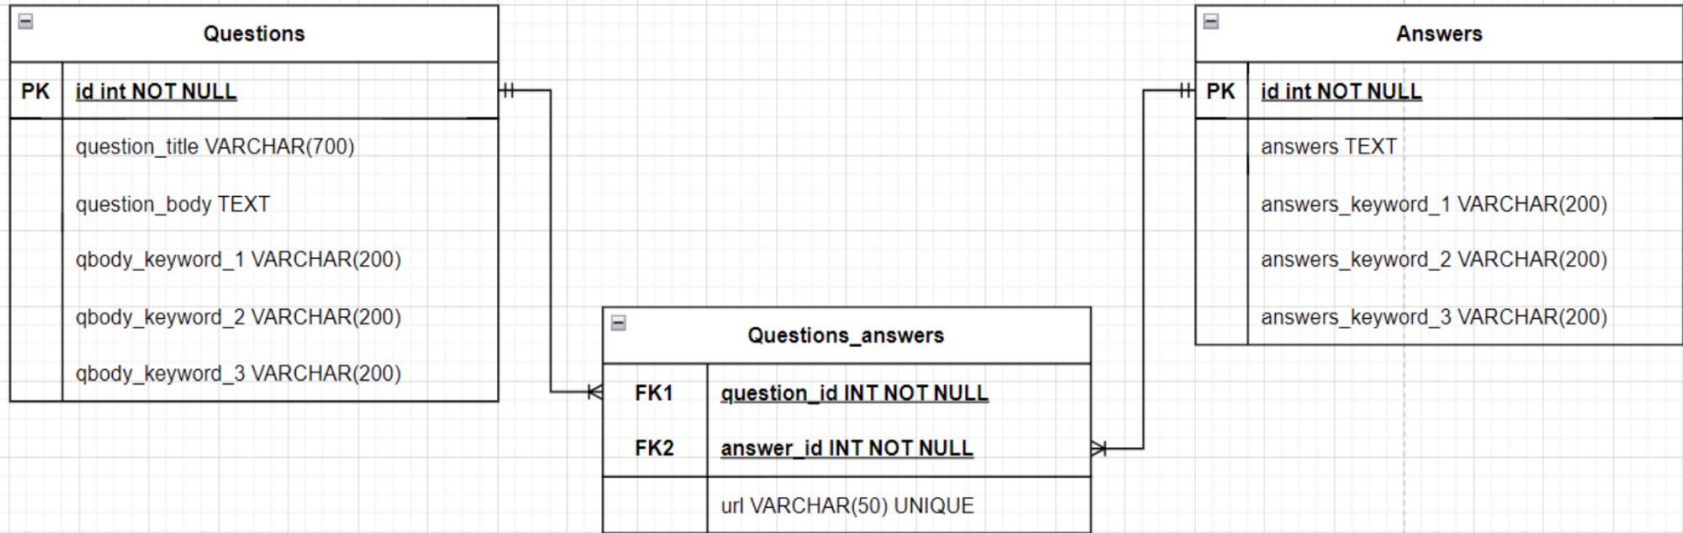 Questions
PK id int NOT NULL
question_title VARCHAR(700)
question_body TEXT
qbody_keyword_1 VARCHAR(200)
qbody_keyword_2 VARCHAR(200)
qbody_keyword_3 VARCHAR(200)
Questions_answers
FK1 question_id INT NOT NULL
FK2 answer_id INT NOT NULL
url VARCHAR(50) UNIQUE
Answers
PK id int NOT NULL
answers TEXT
answers_keyword_1 VARCHAR(200)
answers_keyword_2 VARCHAR(200)
answers_keyword_3 VARCHAR(200)